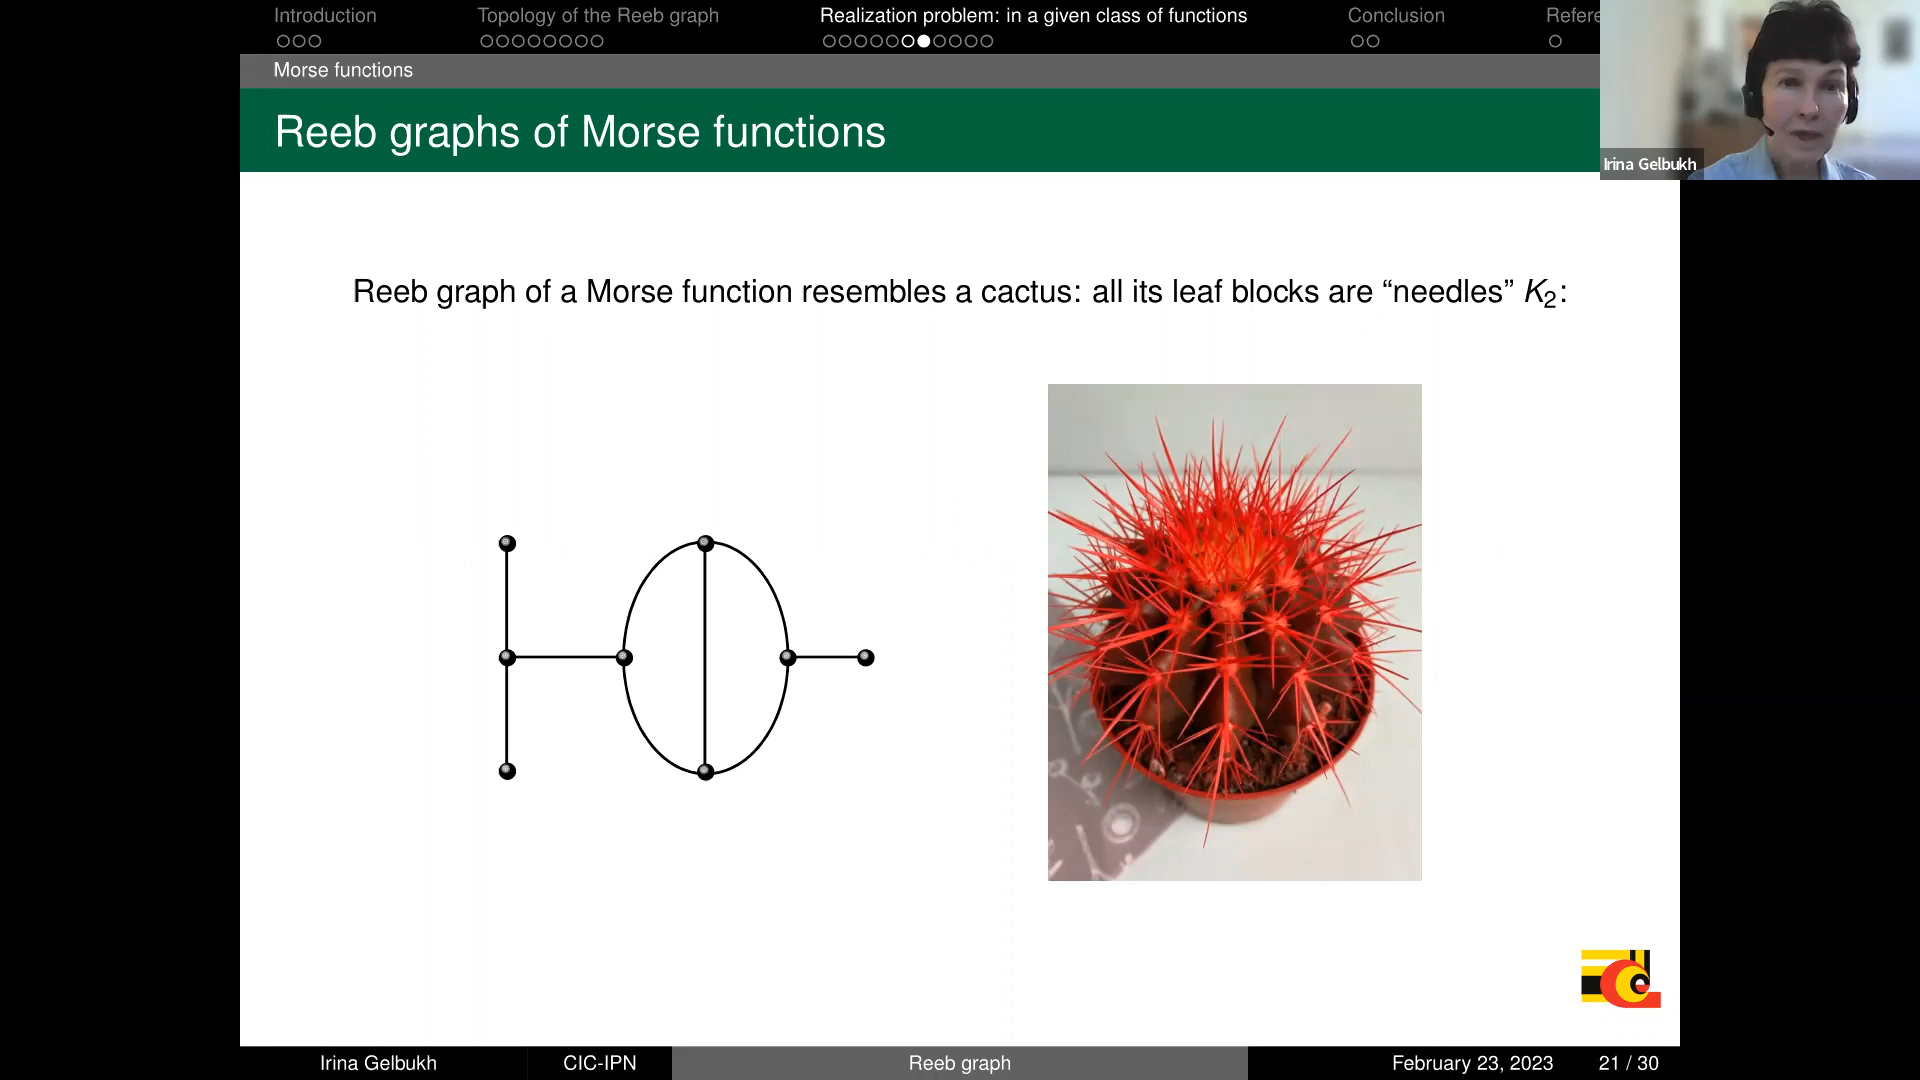 Introduction
Topology of the Reeb graph
Realization problem: in a given class of functions
Conclusion
Refere
Morse functions
Reeb graphs of Morse functions
Irina Gelbukh
Reeb graph of a Morse function resembles a cactus: all its leaf blocks are “needles” K2:
Irina Gelbukh
CIC-IPN
Reeb graph
February 23, 2023
21 / 30